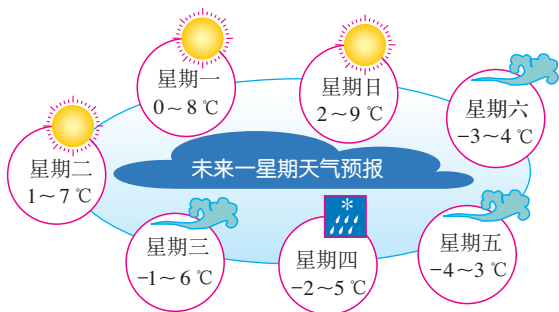 星期一
0～8 ℃
星期日
2～9 ℃
星期六
−3～4 ℃
星期二
1～7 ℃
未来一星期天气预报
星期三
−1～6 ℃
星期四
−2～5 ℃
星期五
−4～3 ℃